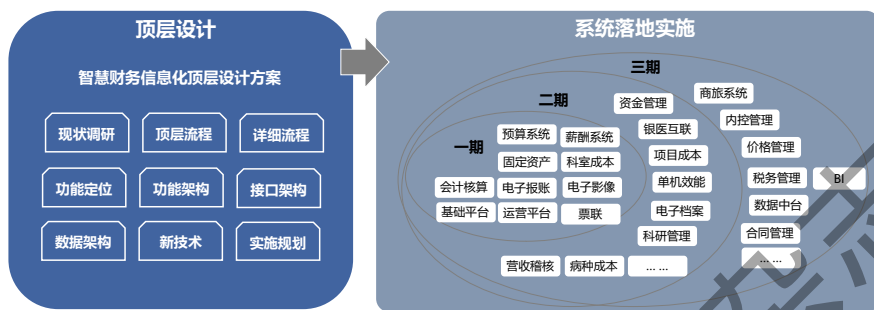 顶层设计
智慧财务信息化顶层设计方案
现状调研
顶层流程
详细流程
功能定位
功能架构
接口架构
数据架构
新技术
实施规划
系统落地实施
三期
二期
一期
商旅系统
资金管理
内控管理
预算系统
薪酬系统
银医互联
价格管理
固定资产
科室成本
项目成本
会计核算
电子报账
电子影像
单机效能
税务管理
BI
基础平台
运营平台
票联
电子档案
数据中台
科研管理
合同管理
营收稽核
病种成本
... ...
... ...